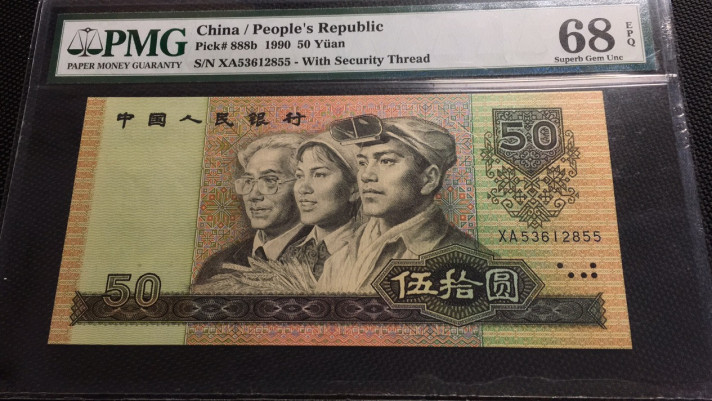 PMG
PAPER MONEY GUARANTY
China / People's Republic
Pick# 888b 1990 50 Yüan
S/N XA53612855 - With Security Thread
68 EPQ
Superb Gem Unc
中国人民银行
50
XA53612855
50
伍拾圆